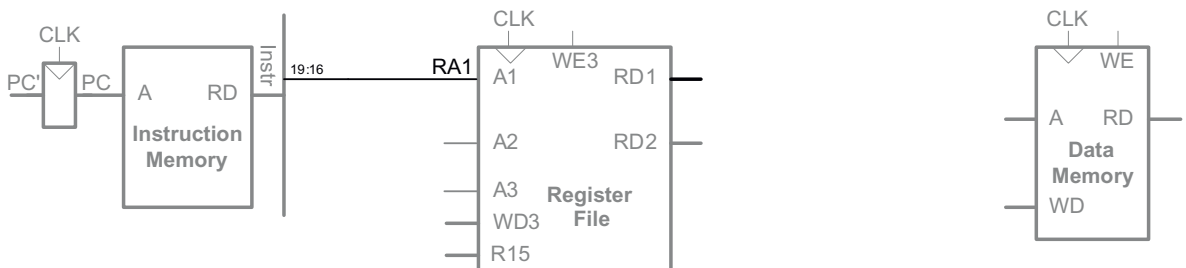 CLK
PC'
PC
A
RD
Instruction
Memory
Instr
19:16
RA1
CLK
WE3
A1
RD1
A2
RD2
A3
Register
File
WD3
R15
CLK
WE
A
RD
Data
Memory
WD